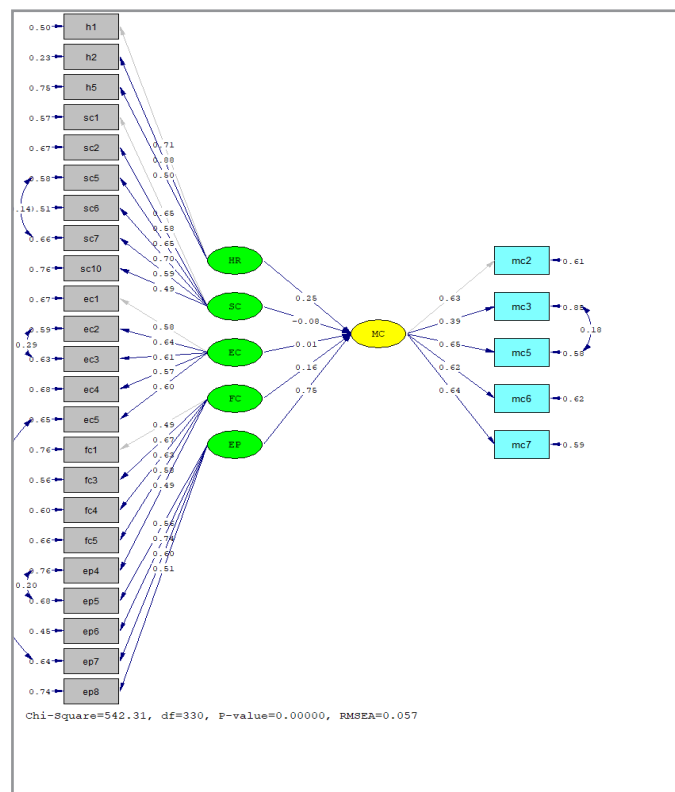 0.50 h1
0.23 h2
0.75 h5
0.57 sc1
0.67 sc2
0.58 sc5
0.51 sc6
0.66 sc7
0.76 sc10
0.67 ec1
0.59 ec2
0.63 ec3
0.68 ec4
0.65 ec5
0.76 fc1
0.56 fc3
0.60 fc4
0.66 fc5
0.76 ep4
0.68 ep5
0.45 ep6
0.64 ep7
0.74 ep8
0.29
0.20
0.71
0.88
0.50
0.65
0.58
0.65
0.70
0.59
0.49
0.58
0.64
0.61
0.57
0.60
0.49
0.67
0.63
0.49
0.56
0.74
0.60
0.51
HR
SC
EC
FC
EP
0.25
-0.08
0.01
0.16
0.75
MC
0.63
0.39
0.65
0.62
0.64
mc2 0.61
mc3 0.85
mc5 0.58
mc6 0.62
mc7 0.59
0.18
Chi-Square=542.31, df=330, P-value=0.00000, RMSEA=0.057